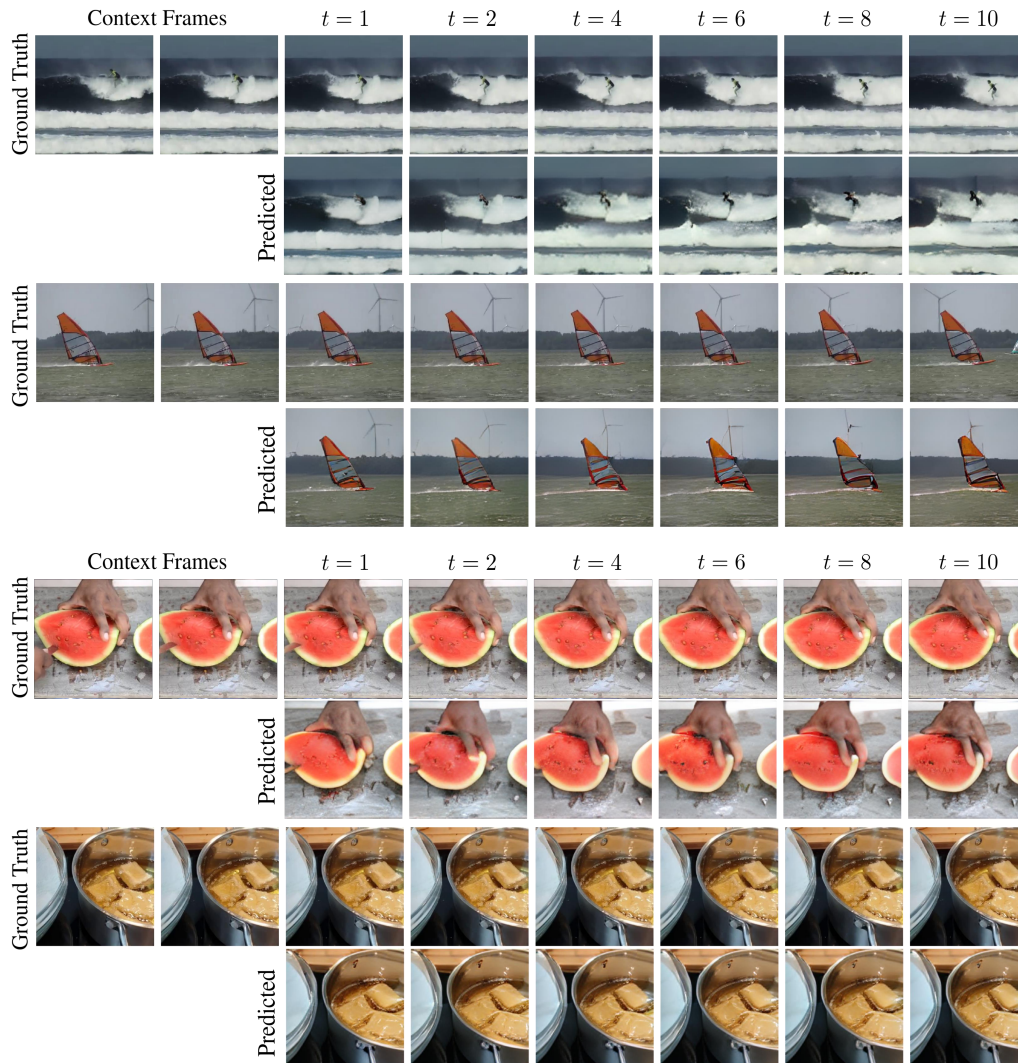 Context Frames t = 1 t = 2 t = 4 t = 6 t = 8 t = 10
Ground Truth
Predicted
Ground Truth
Predicted
Context Frames t = 1 t = 2 t = 4 t = 6 t = 8 t = 10
Ground Truth
Predicted
Ground Truth
Predicted